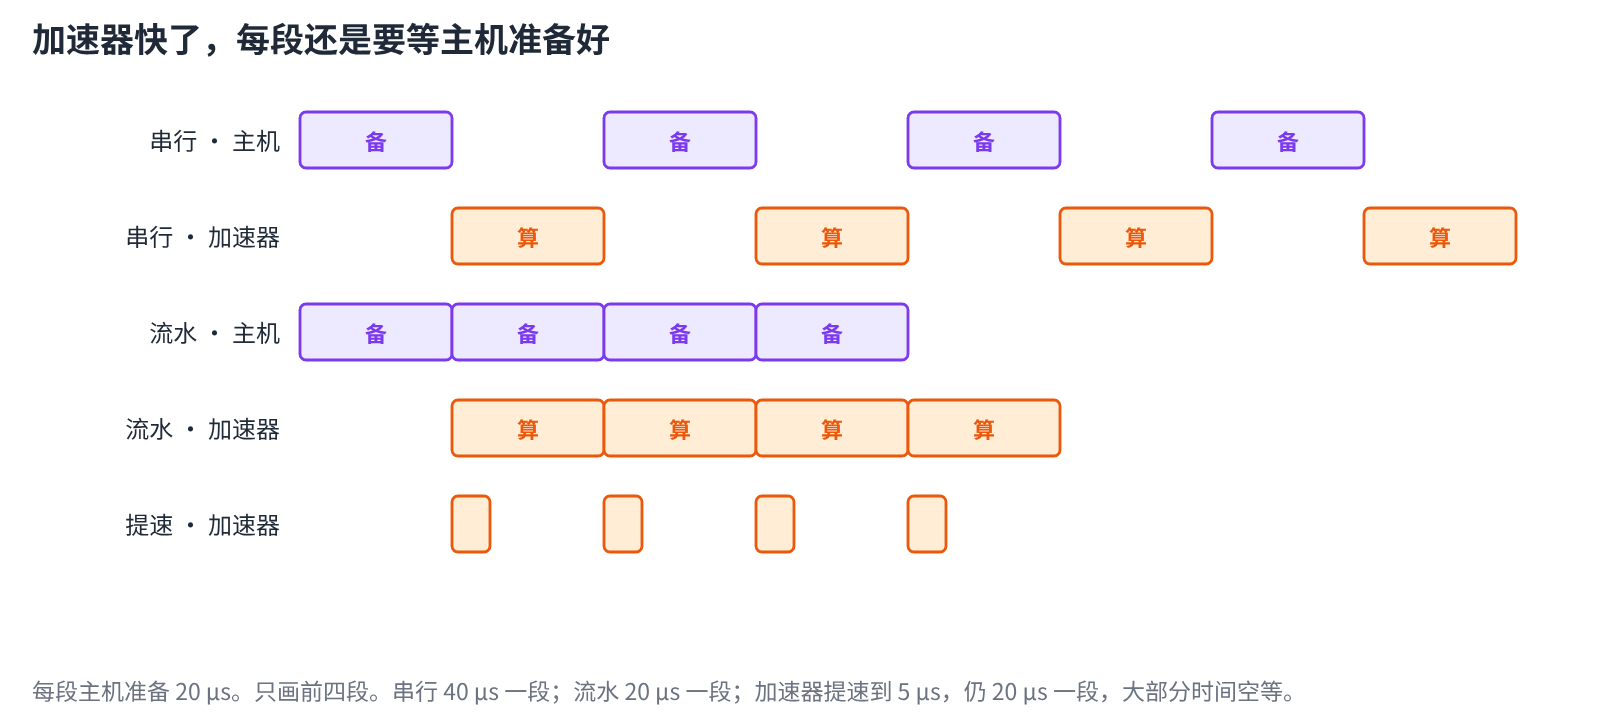 加速器快了，每段还是要等主机准备好
串行 · 主机
备 备 备 备
串行 · 加速器
算 算 算 算
流水 · 主机
备 备 备 备
流水 · 加速器
算 算 算 算
提速 · 加速器
每段主机准备 20 μs。只画前四段。串行 40 μs 一段；流水 20 μs 一段；加速器提速到 5 μs，仍 20 μs 一段，大部分时间空等。